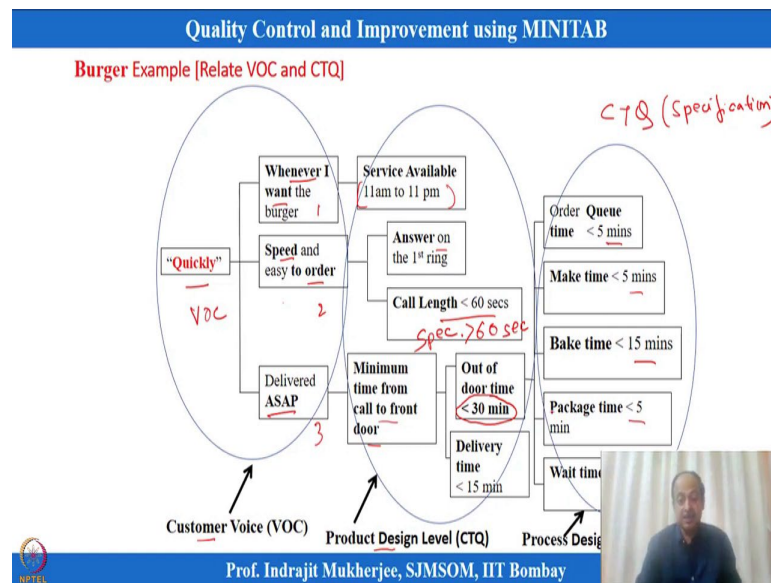 Quality Control and Improvement using MINITAB
Burger Example [Relate VOC and CTQ]
CTQ (Specification)
"Quickly"
VOC
Whenever I
want the
burger
1
Speed and
easy to order
2
Delivered
ASAP
3
Service Available
(11am to 11 pm)
Answer on
the 1st ring
Call Length < 60 secs
Spec. >60 sec
Minimum
time from
call to front
door
Out of
door time
< 30 min
Delivery
time
< 15 min
Order Queue
time < 5 mins
Make time < 5 mins
Bake time < 15 mins
Package time < 5
min
Wait time
Customer Voice (VOC)
Product Design Level (CTQ)
Process Desig
NPTEL
Prof. Indrajit Mukherjee, SJMSOM, IIT Bombay